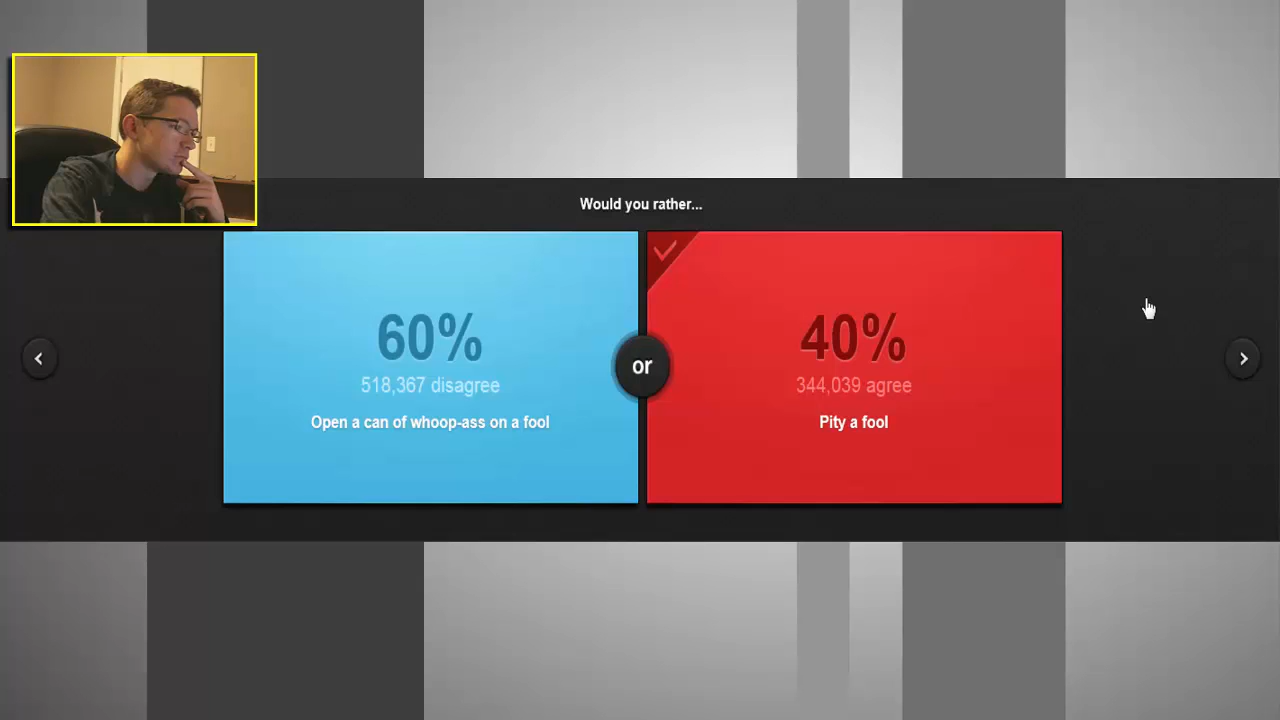 Would you rather...
60%
518,367 disagree
Open a can of whoop-ass on a fool
or
40%
344,039 agree
Pity a fool